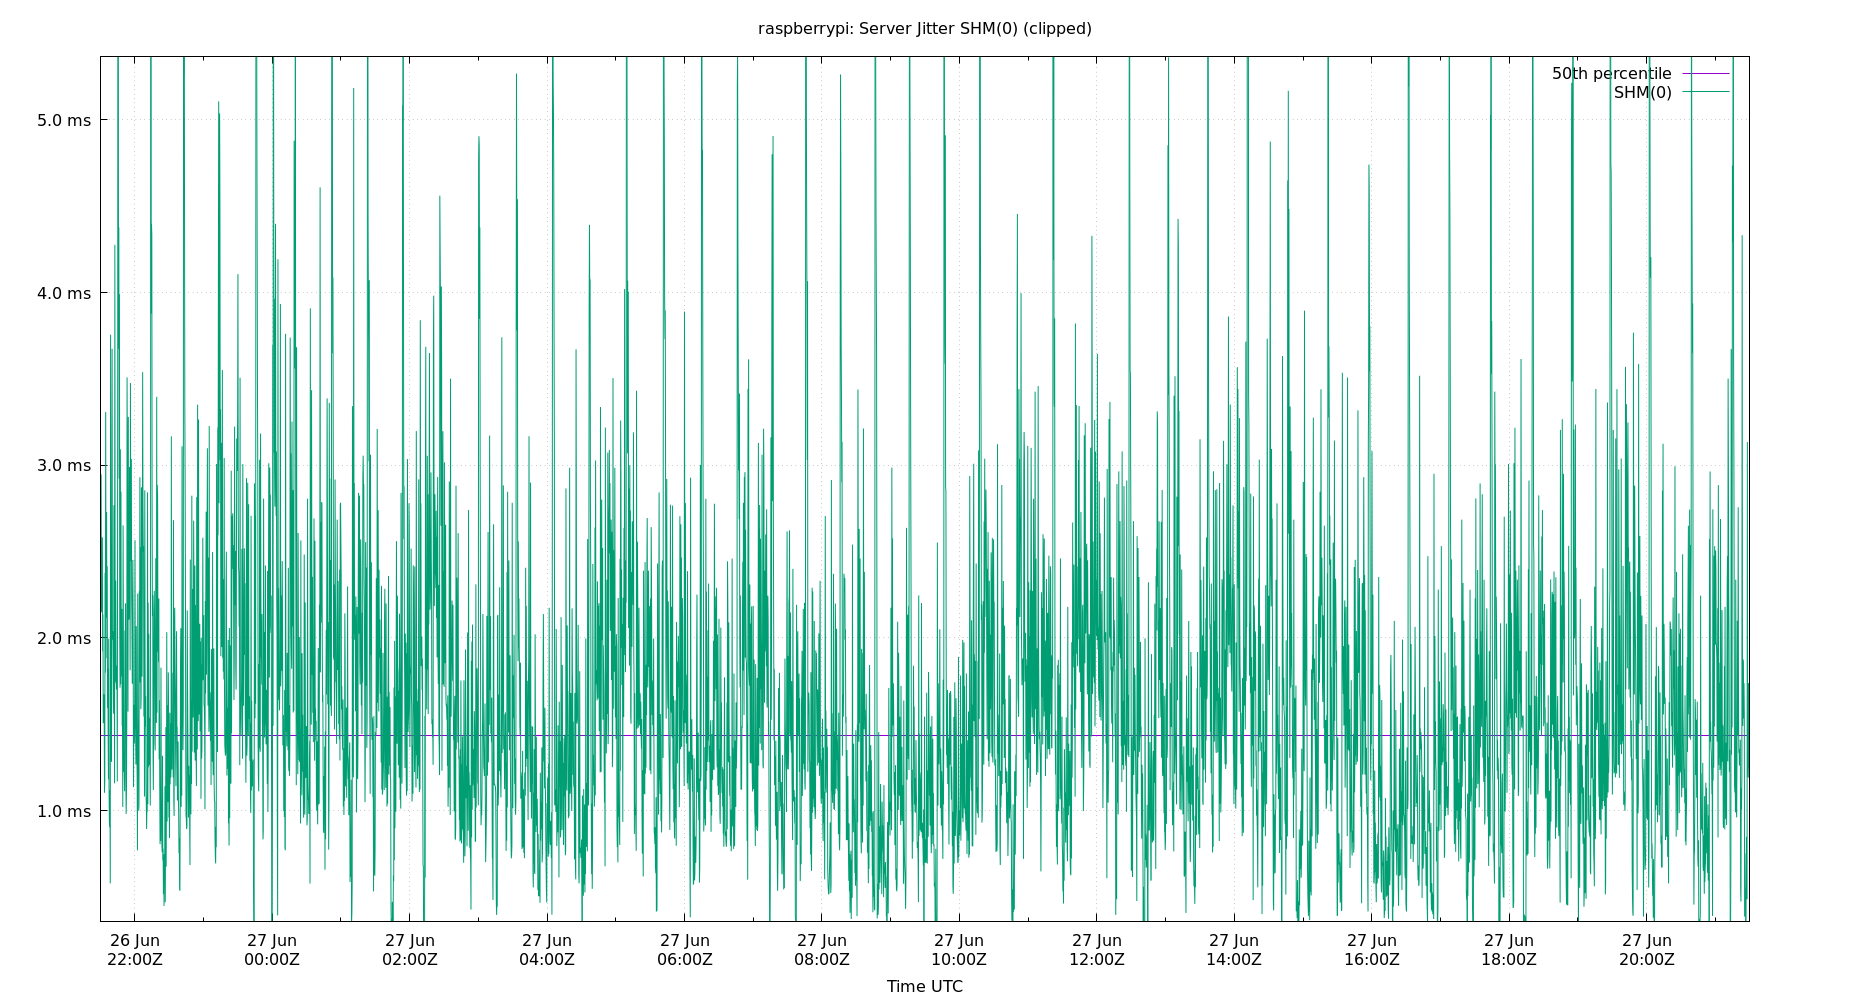 raspberrypi: Server Jitter SHM(0) (clipped)
50th percentile
SHM(0)
5.0 ms
4.0 ms
3.0 ms
2.0 ms
1.0 ms
26 Jun 27 Jun 27 Jun 27 Jun 27 Jun 27 Jun 27 Jun 27 Jun 27 Jun 27 Jun 27 Jun 27 Jun
22:00Z 00:00Z 02:00Z 04:00Z 06:00Z 08:00Z 10:00Z 12:00Z 14:00Z 16:00Z 18:00Z 20:00Z
Time UTC